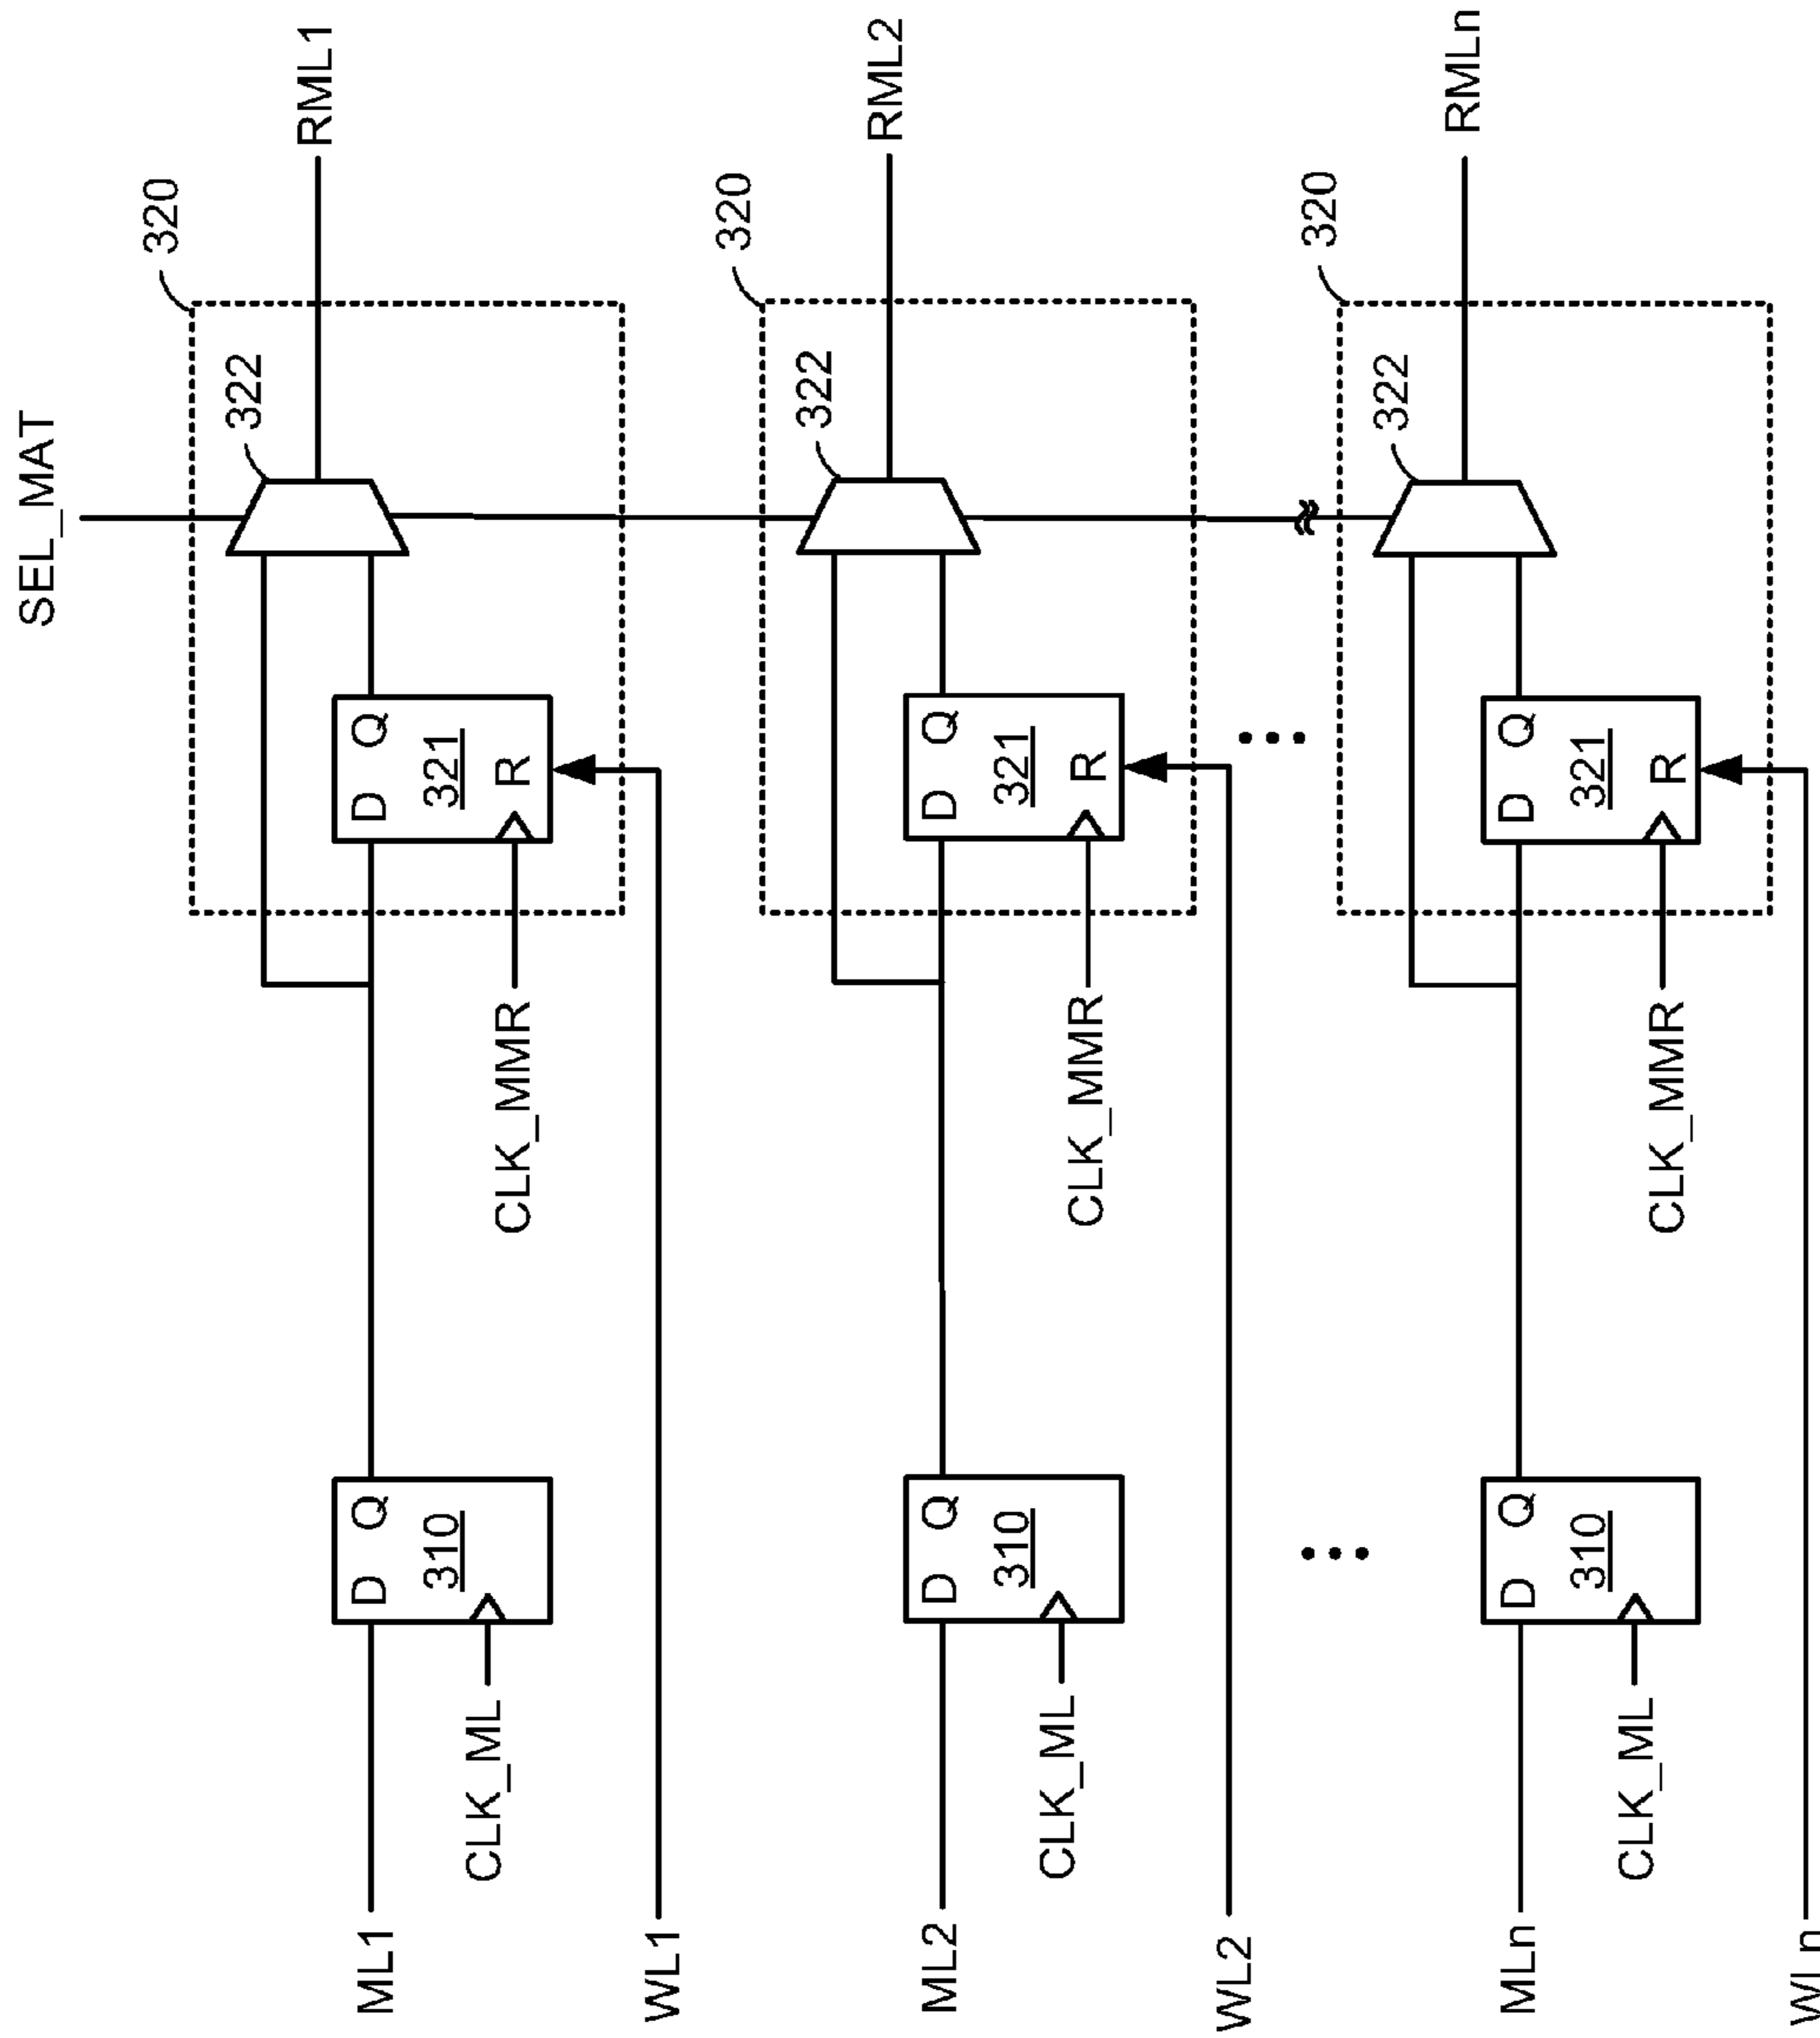 SEL_MAT
320
322
RML1
ML1
D Q
310
CLK_ML
D Q
321
R
CLK_MMR
WL1
320
322
RML2
ML2
D Q
310
CLK_ML
D Q
321
R
CLK_MMR
WL2
320
322
RMLn
MLn
D Q
310
CLK_ML
D Q
321
R
CLK_MMR
WLn